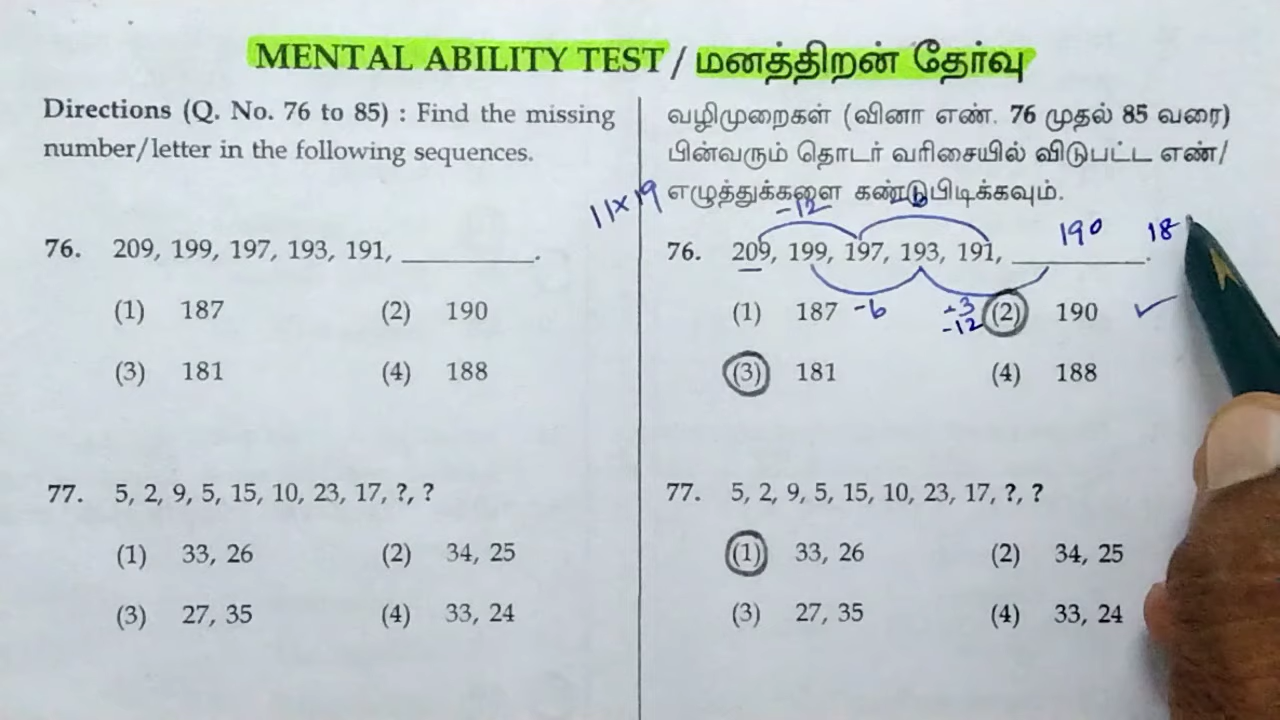 MENTAL ABILITY TEST / மனத்திறன் தேர்வு
Directions (Q. No. 76 to 85) : Find the missing
number/letter in the following sequences.
76. 209, 199, 197, 193, 191, __________.
(1) 187 (2) 190
(3) 181 (4) 188
77. 5, 2, 9, 5, 15, 10, 23, 17, ?, ?
(1) 33, 26 (2) 34, 25
(3) 27, 35 (4) 33, 24
வழிமுறைகள் (வினா எண். 76 முதல் 85 வரை)
பின்வரும் தொடர் வரிசையில் விடுபட்ட எண்/
எழுத்துக்களை கண்டுபிடிக்கவும்.
11×19
-12
190 18
76. 209, 199, 197, 193, 191, __________.
(1) 187 -6 (2) 190 ✓
-12
(3) 181 (4) 188
77. 5, 2, 9, 5, 15, 10, 23, 17, ?, ?
(1) 33, 26 (2) 34, 25
(3) 27, 35 (4) 33, 24